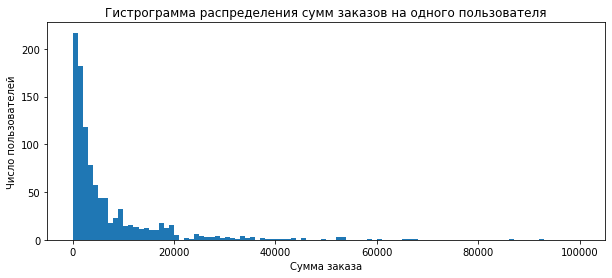 Гистрограмма распределения сумм заказов на одного пользователя
Число пользователей
200
150
100
50
0
0 20000 40000 60000 80000 100000
Сумма заказа